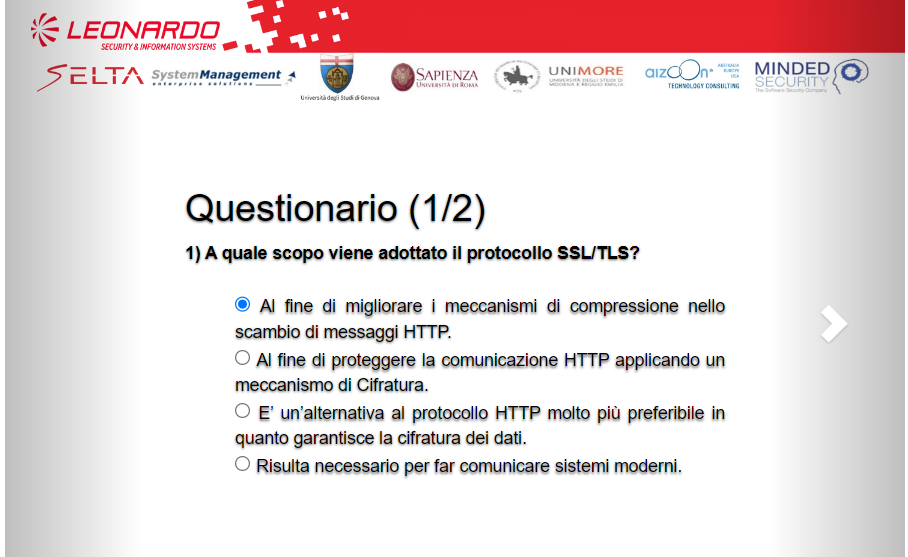 LEONARDO
SECURITY & INFORMATION SYSTEMS
SELTA
SystemManagement
enterprise solutions
Università degli Studi di Genova
SAPIENZA
UNIVERSITÀ DI ROMA
UNIMORE
UNIVERSITÀ DEGLI STUDI DI
MODENA E REGGIO EMILIA
aizoOn
AUSTRALIA
EUROPE
USA
TECHNOLOGY CONSULTING
MINDED
SECURITY
The Software Security Company
Questionario (1/2)
1) A quale scopo viene adottato il protocollo SSL/TLS?
Al fine di migliorare i meccanismi di compressione nello
scambio di messaggi HTTP.
Al fine di proteggere la comunicazione HTTP applicando un
meccanismo di Cifratura.
E' un'alternativa al protocollo HTTP molto più preferibile in
quanto garantisce la cifratura dei dati.
Risulta necessario per far comunicare sistemi moderni.